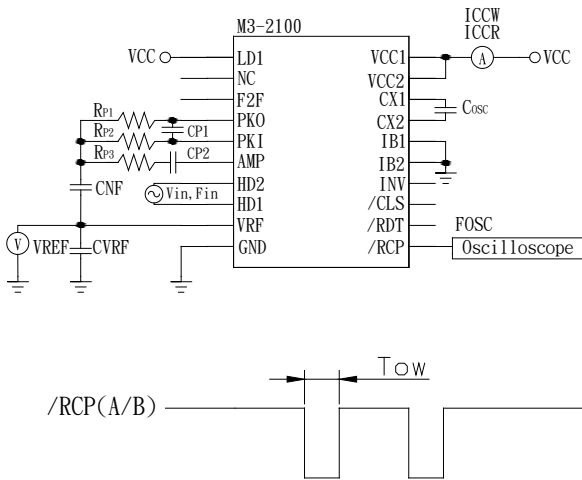 ICCW
ICCR
M3-2100
VCC LD1 VCC1 A VCC
NC VCC2
F2F CX1
RP1 PKO CX2 COSC
RP2 CP1 PKI IB1
RP3 CP2 AMP IB2
HD2 INV
Vin,Fin
CNF HD1 /CLS
VRF /RDT FOSC
V VREF CVRF GND /RCP Oscilloscope
TOW
/RCP(A/B)